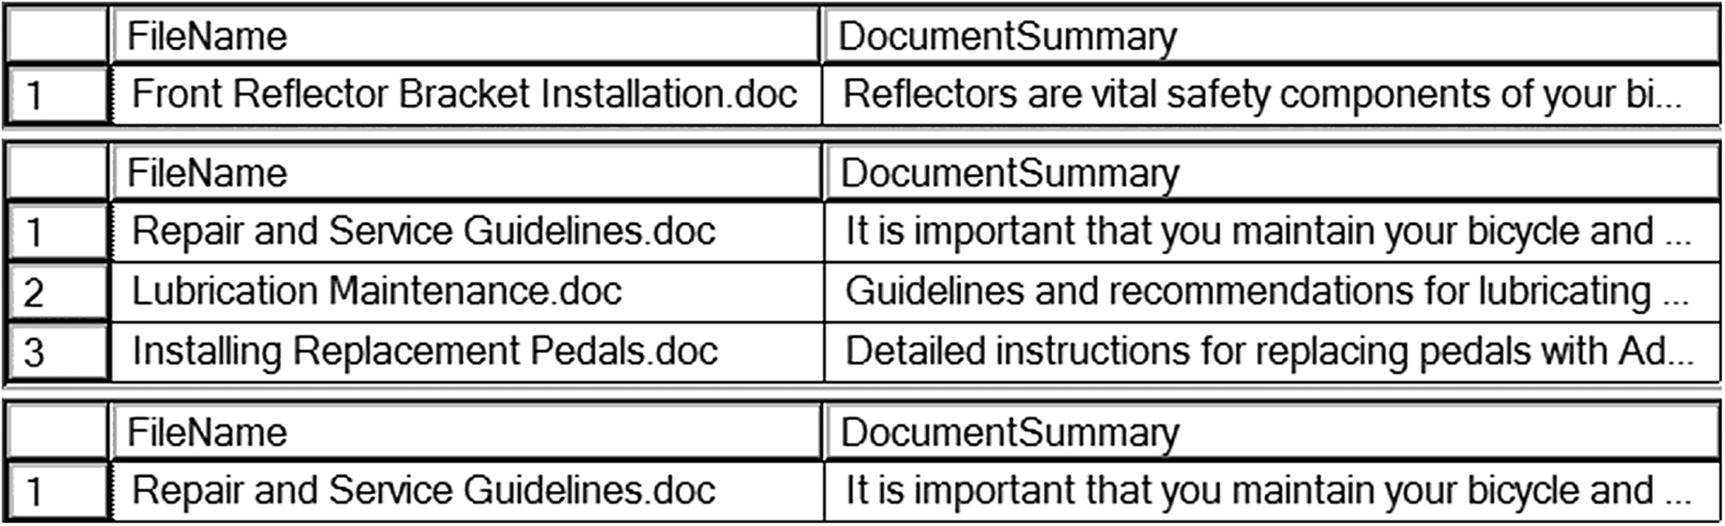 FileName DocumentSummary
1 Front Reflector Bracket Installation.doc Reflectors are vital safety components of your bi...
FileName DocumentSummary
1 Repair and Service Guidelines.doc It is important that you maintain your bicycle and ...
2 Lubrication Maintenance.doc Guidelines and recommendations for lubricating ...
3 Installing Replacement Pedals.doc Detailed instructions for replacing pedals with Ad...
FileName DocumentSummary
1 Repair and Service Guidelines.doc It is important that you maintain your bicycle and ...